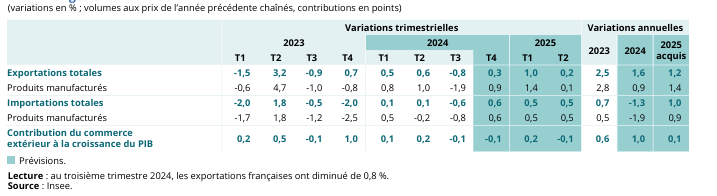 (variations en % ; volumes aux prix de l'année précédente chaînés, contributions en points)
Variations trimestrielles Variations annuelles
2023 2024 2025 2023 2024 2025 acquis
T1 T2 T3 T4 T1 T2 T3 T4 T1 T2
Exportations totales -1,5 3,2 -0,9 0,7 0,5 0,6 -0,8 0,3 1,0 0,2 2,5 1,6 1,2
Produits manufacturés -0,6 4,7 -1,0 -0,8 0,8 1,0 -1,9 0,9 1,4 0,1 2,8 0,9 1,4
Importations totales -2,0 1,8 -0,5 -2,0 0,1 0,1 -0,6 0,6 0,5 0,5 0,7 -1,3 1,0
Produits manufacturés -1,7 1,8 -1,2 -2,5 0,5 -0,2 -0,8 0,6 0,5 0,5 0,5 -1,9 0,9
Contribution du commerce
extérieur à la croissance du PIB 0,2 0,5 -0,1 1,0 0,1 0,2 -0,1 -0,1 0,2 -0,1 0,6 1,0 0,1
Prévisions.
Lecture : au troisième trimestre 2024, les exportations françaises ont diminué de 0,8 %.
Source : Insee.